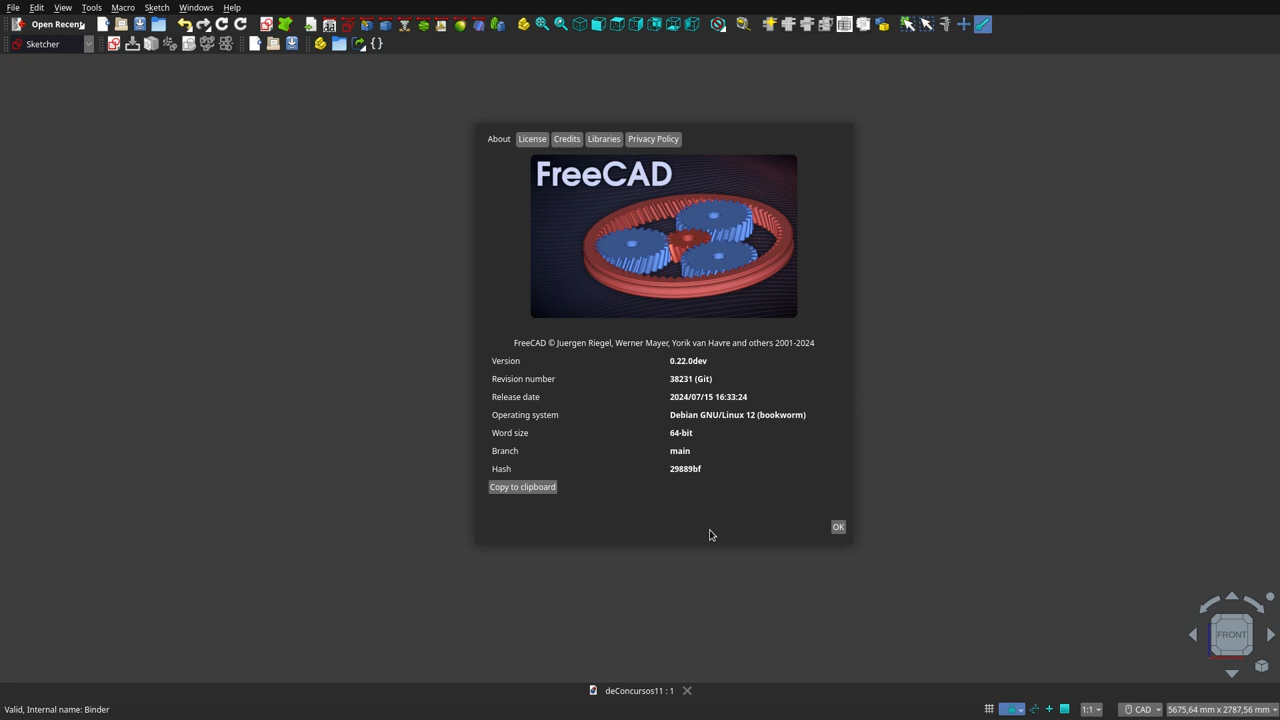 File Edit View Tools Macro Sketch Windows Help
Open Recent
Sketcher
About License Credits Libraries Privacy Policy
FreeCAD
FreeCAD © Juergen Riegel, Werner Mayer, Yorik van Havre and others 2001-2024
Version 0.22.0dev
Revision number 38231 (Git)
Release date 2024/07/15 16:33:24
Operating system Debian GNU/Linux 12 (bookworm)
Word size 64-bit
Branch main
Hash 29889bf
Copy to clipboard
OK
FRONT
deConcursos11 : 1
Valid, Internal name: Binder
1:1 CAD 5675,64 mm x 2787,56 mm